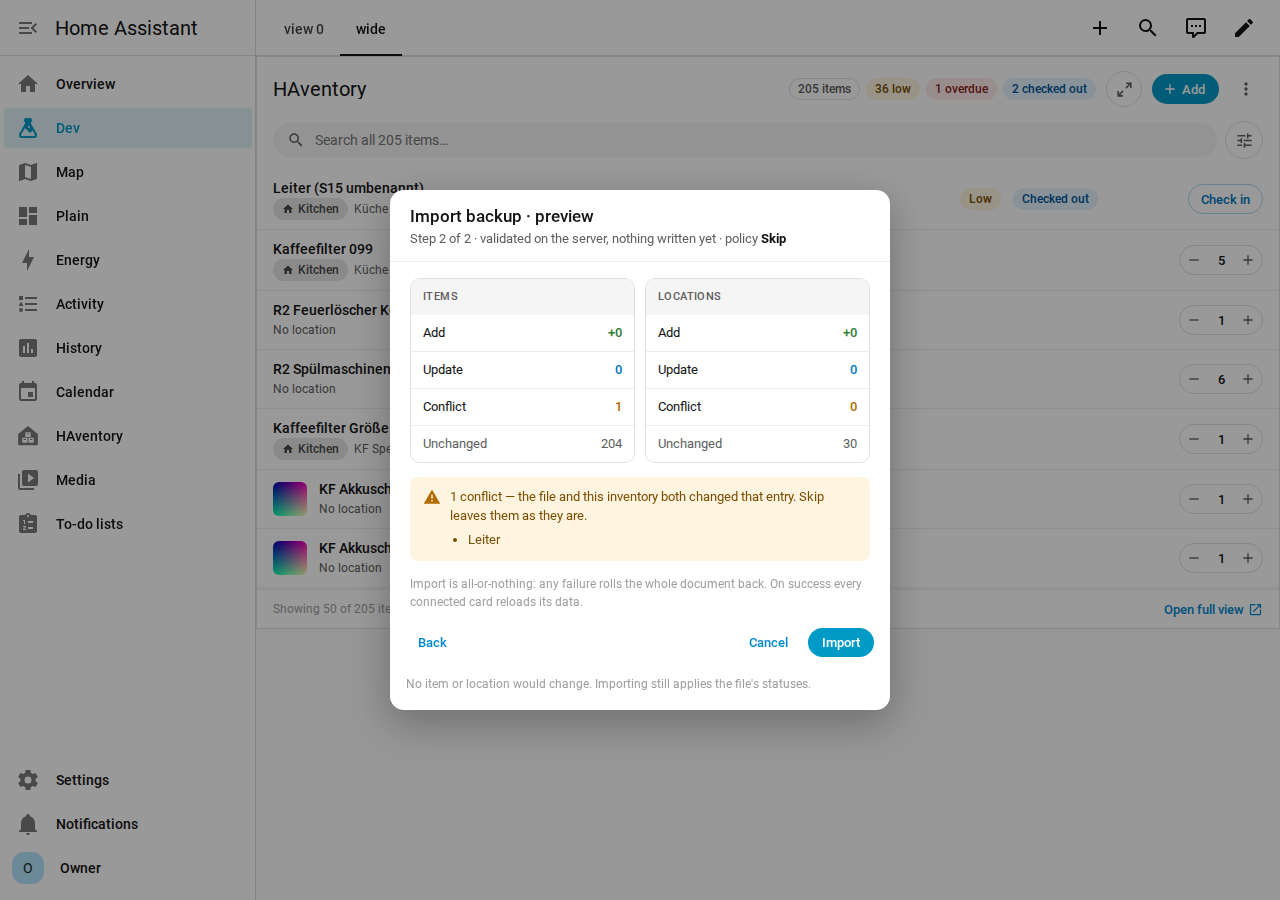 Home Assistant
view 0
wide
Overview
Dev
Map
Plain
Energy
Activity
History
Calendar
HAventory
Media
To-do lists
Settings
Notifications
O
Owner
HAventory
205 items
36 low
1 overdue
2 checked out
+ Add
Search all 205 items…
Leiter (S15 umbenannt)
Kitchen
Küche
Low
Checked out
Check in
Kaffeefilter 099
Kitchen
Küche
5
R2 Feuerlöscher
No location
1
R2 Spülmaschinen
No location
6
Kaffeefilter Größe
Kitchen
KF Spe
1
KF Akkusch
No location
1
KF Akkusch
No location
1
Showing 50 of 205 ite
Open full view
Import backup · preview
Step 2 of 2 · validated on the server, nothing written yet · policy Skip
ITEMS
Add +0
Update 0
Conflict 1
Unchanged 204
LOCATIONS
Add +0
Update 0
Conflict 0
Unchanged 30
1 conflict — the file and this inventory both changed that entry. Skip
leaves them as they are.
• Leiter
Import is all-or-nothing: any failure rolls the whole document back. On success every
connected card reloads its data.
Back
Cancel
Import
No item or location would change. Importing still applies the file's statuses.